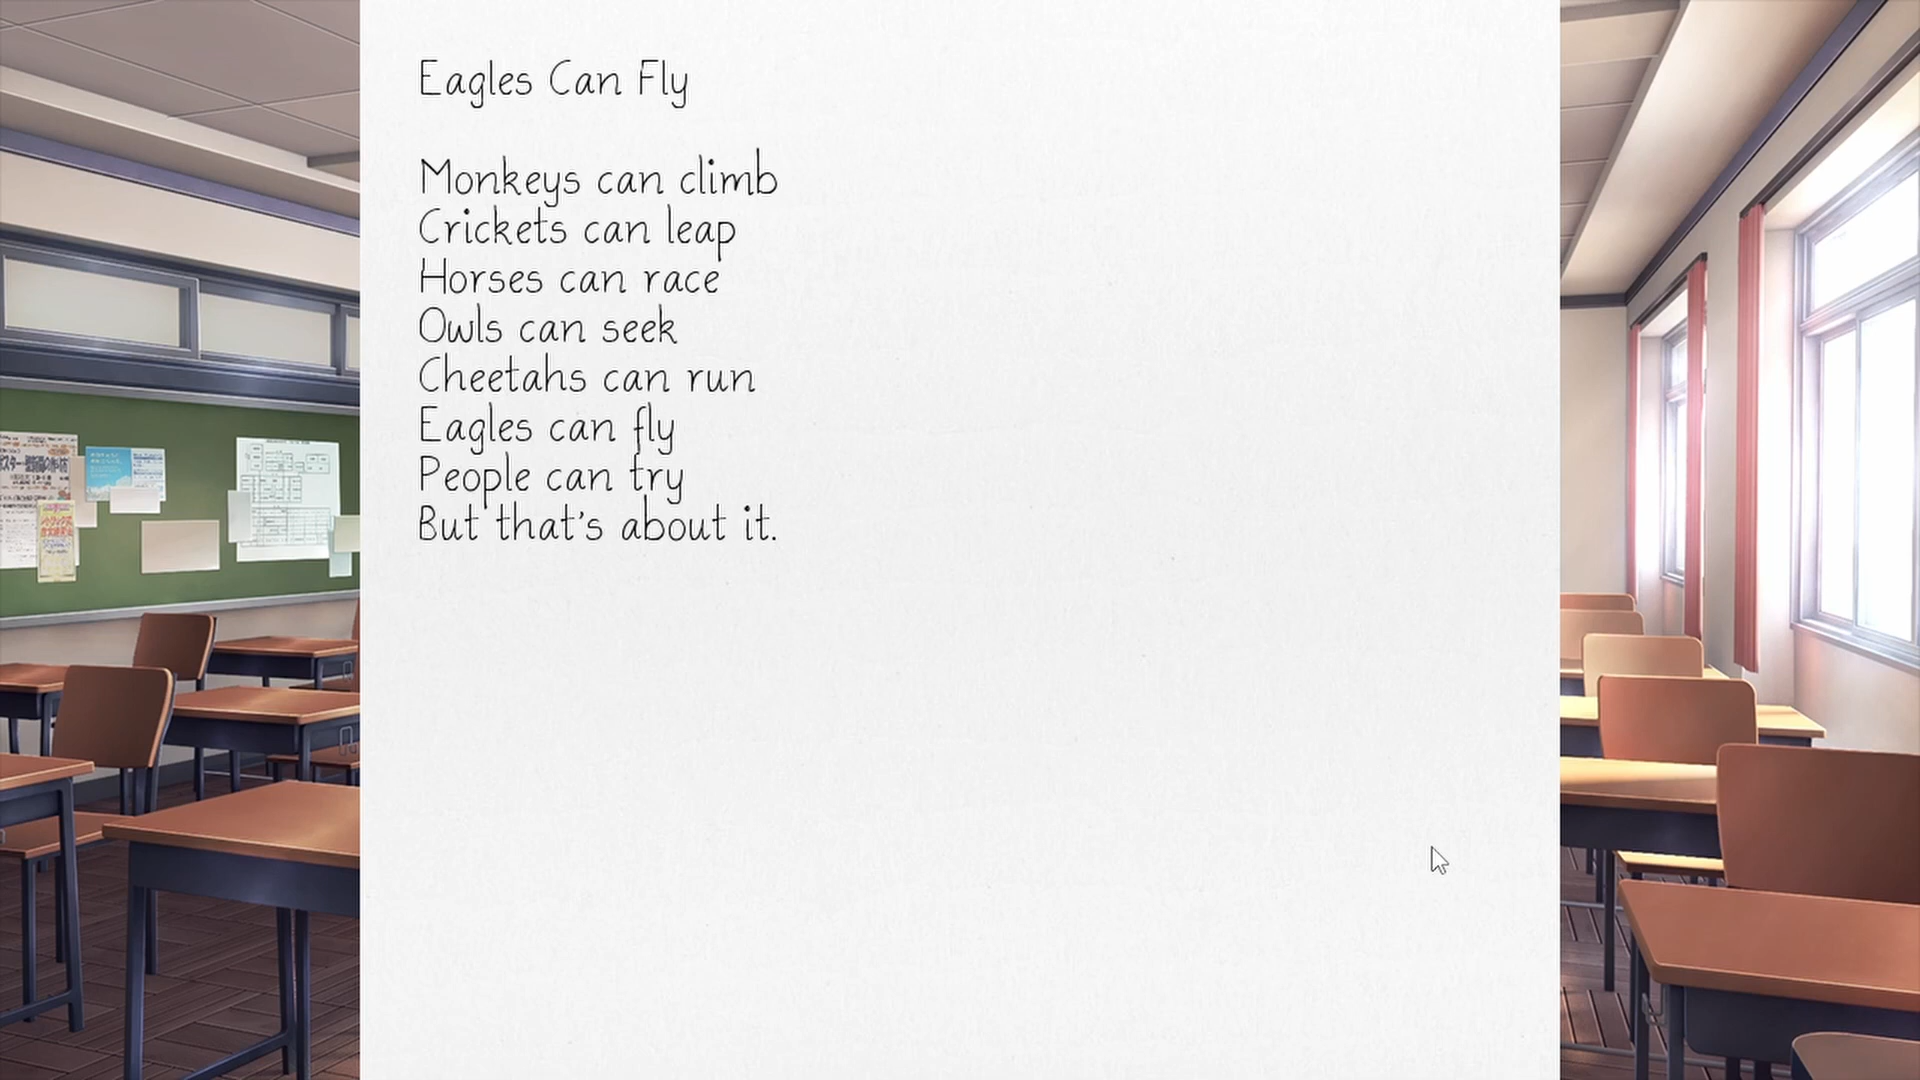 Eagles Can Fly
Monkeys can climb
Crickets can leap
Horses can race
Owls can seek
Cheetahs can run
Eagles can fly
People can try
But that's about it.